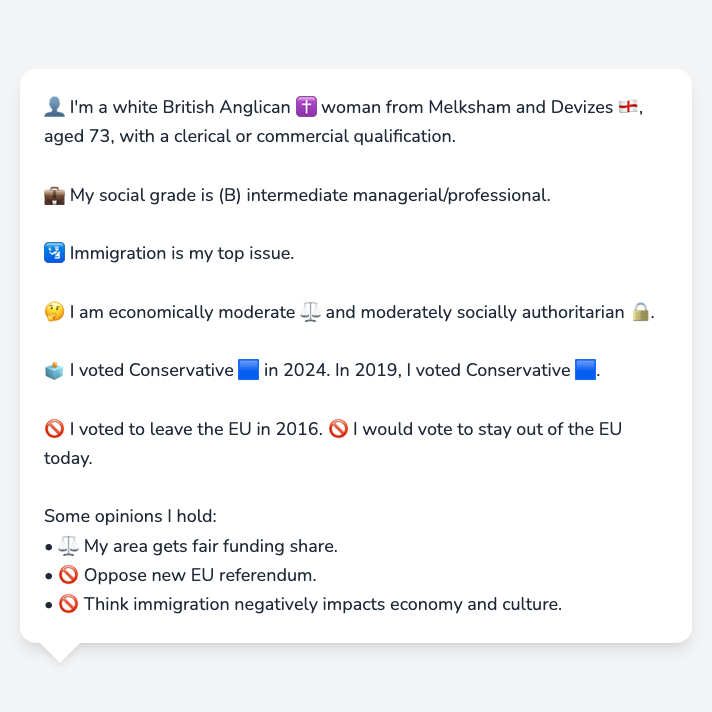 👤 I'm a white British Anglican ✝️ woman from Melksham and Devizes 🏴󠁧󠁢󠁥󠁮󠁧󠁿,
aged 73, with a clerical or commercial qualification.
💼 My social grade is (B) intermediate managerial/professional.
🛂 Immigration is my top issue.
🤔 I am economically moderate ⚖️ and moderately socially authoritarian 🔒.
🗳️ I voted Conservative 🟦 in 2024. In 2019, I voted Conservative 🟦.
🚫 I voted to leave the EU in 2016. 🚫 I would vote to stay out of the EU
today.
Some opinions I hold:
• ⚖️ My area gets fair funding share.
• 🚫 Oppose new EU referendum.
• 🚫 Think immigration negatively impacts economy and culture.